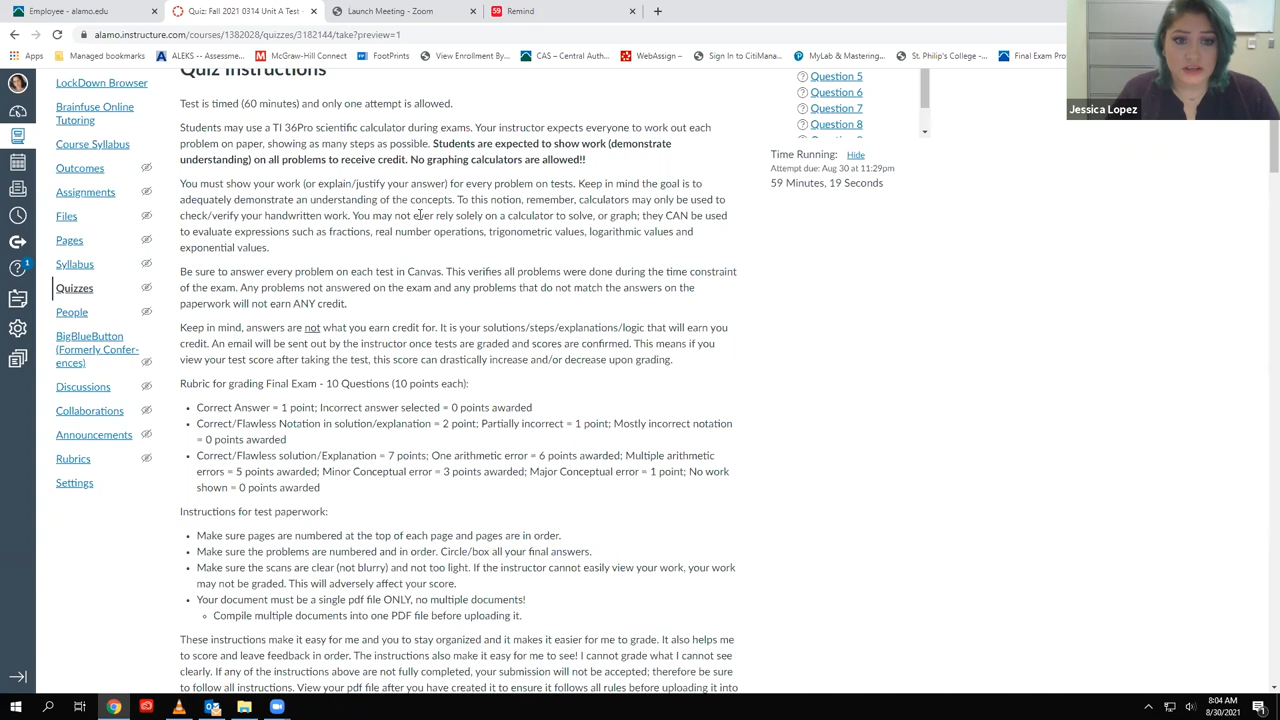 Employee - alamo.edu
Quiz: Fall 2021 0314 Unit A Test -
Launch Meeting - Zoom
59 Remind
alamo.instructure.com/courses/1382028/quizzes/3182144/take?preview=1
Apps Managed bookmarks ALEKS -- Assessme... McGraw-Hill Connect View Enrollment By... CAS – Central Auth... WebAssign – Sign In to CitiMana... MyLab & Mastering... St. Philip's College -... Final Exam Pro
Jessica Lopez
LockDown Browser
Brainfuse Online
Tutoring
Course Syllabus
Outcomes
Assignments
Files
Pages
Syllabus
Quizzes
People
BigBlueButton
(Formerly Confer-
ences)
Discussions
Collaborations
Announcements
Rubrics
Settings
1
Quiz Instructions
Test is timed (60 minutes) and only one attempt is allowed.
Students may use a TI 36Pro scientific calculator during exams. Your instructor expects everyone to work out each
problem on paper, showing as many steps as possible. Students are expected to show work (demonstrate
understanding) on all problems to receive credit. No graphing calculators are allowed!!
You must show your work (or explain/justify your answer) for every problem on tests. Keep in mind the goal is to
adequately demonstrate an understanding of the concepts. To this notion, remember, calculators may only be used to
check/verify your handwritten work. You may not ever rely solely on a calculator to solve, or graph; they CAN be used
to evaluate expressions such as fractions, real number operations, trigonometric values, logarithmic values and
exponential values.
Be sure to answer every problem on each test in Canvas. This verifies all problems were done during the time constraint
of the exam. Any problems not answered on the exam and any problems that do not match the answers on the
paperwork will not earn ANY credit.
Keep in mind, answers are not what you earn credit for. It is your solutions/steps/explanations/logic that will earn you
credit. An email will be sent out by the instructor once tests are graded and scores are confirmed. This means if you
view your test score after taking the test, this score can drastically increase and/or decrease upon grading.
Rubric for grading Final Exam - 10 Questions (10 points each):
• Correct Answer = 1 point; Incorrect answer selected = 0 points awarded
• Correct/Flawless Notation in solution/explanation = 2 point; Partially incorrect = 1 point; Mostly incorrect notation
= 0 points awarded
• Correct/Flawless solution/Explanation = 7 points; One arithmetic error = 6 points awarded; Multiple arithmetic
errors = 5 points awarded; Minor Conceptual error = 3 points awarded; Major Conceptual error = 1 point; No work
shown = 0 points awarded
Instructions for test paperwork:
• Make sure pages are numbered at the top of each page and pages are in order.
• Make sure the problems are numbered and in order. Circle/box all your final answers.
• Make sure the scans are clear (not blurry) and not too light. If the instructor cannot easily view your work, your work
may not be graded. This will adversely affect your score.
• Your document must be a single pdf file ONLY, no multiple documents!
◦ Compile multiple documents into one PDF file before uploading it.
These instructions make it easy for me and you to stay organized and it makes it easier for me to grade. It also helps me
to score and leave feedback in order. The instructions also make it easy for me to see! I cannot grade what I cannot see
clearly. If any of the instructions above are not fully completed, your submission will not be accepted; therefore be sure
to follow all instructions. View your pdf file after you have created it to ensure it follows all rules before uploading it into
Question 5
Question 6
Question 7
Question 8
Time Running: Hide
Attempt due: Aug 30 at 11:29pm
59 Minutes, 19 Seconds
8:04 AM
8/30/2021
1